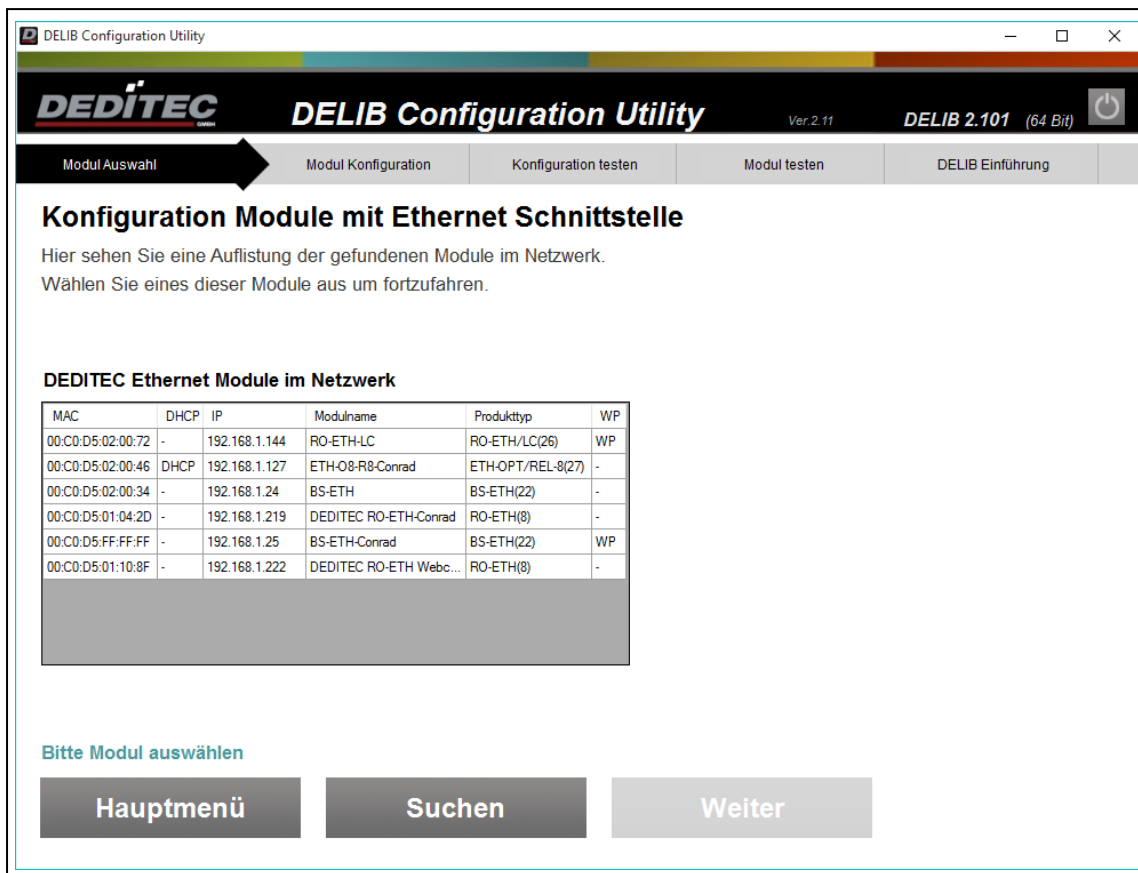 DELIB Configuration Utility
DEDITEC GMBH DELIB Configuration Utility Ver.2.11 DELIB 2.101 (64 Bit)
Modul Auswahl Modul Konfiguration Konfiguration testen Modul testen DELIB Einführung
Konfiguration Module mit Ethernet Schnittstelle
Hier sehen Sie eine Auflistung der gefundenen Module im Netzwerk.
Wählen Sie eines dieser Module aus um fortzufahren.
DEDITEC Ethernet Module im Netzwerk
MAC DHCP IP Modulname Produkttyp WP
00:C0:D5:02:00:72 - 192.168.1.144 RO-ETH-LC RO-ETH/LC(26) WP
00:C0:D5:02:00:46 DHCP 192.168.1.127 ETH-O8-R8-Conrad ETH-OPT/REL-8(27) -
00:C0:D5:02:00:34 - 192.168.1.24 BS-ETH BS-ETH(22) -
00:C0:D5:01:04:2D - 192.168.1.219 DEDITEC RO-ETH-Conrad RO-ETH(8) -
00:C0:D5:FF:FF:FF - 192.168.1.25 BS-ETH-Conrad BS-ETH(22) WP
00:C0:D5:01:10:8F - 192.168.1.222 DEDITEC RO-ETH Webc... RO-ETH(8) -
Bitte Modul auswählen
Hauptmenü Suchen Weiter